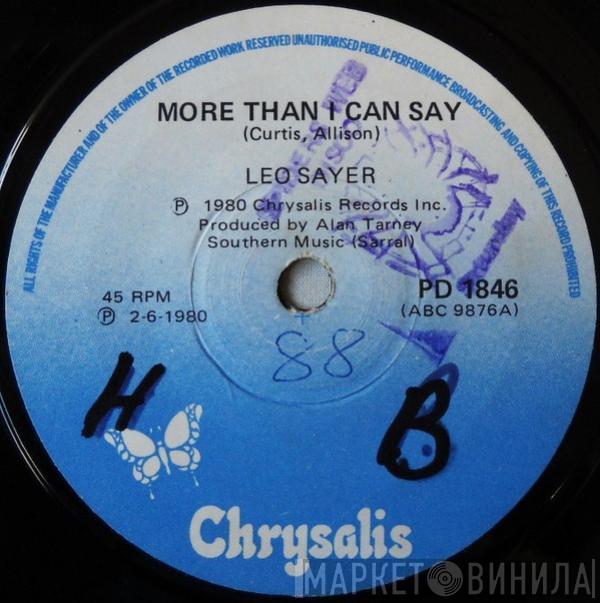 ALL RIGHTS OF THE MANUFACTURER AND OF THE OWNER OF THE RECORDED WORK RESERVED UNAUTHORISED PUBLIC PERFORMANCE BROADCASTING AND COPYING OF THIS RECORD PROHIBITED
MORE THAN I CAN SAY
(Curtis, Allison)
LEO SAYER
℗ 1980 Chrysalis Records Inc.
Produced by Alan Tarney
Southern Music (Sarral)
45 RPM
℗ 2-6-1980
PD 1846
(ABC 9876A)
88
H
B
Chrysalis
МАРКЕТ ВИНИЛА